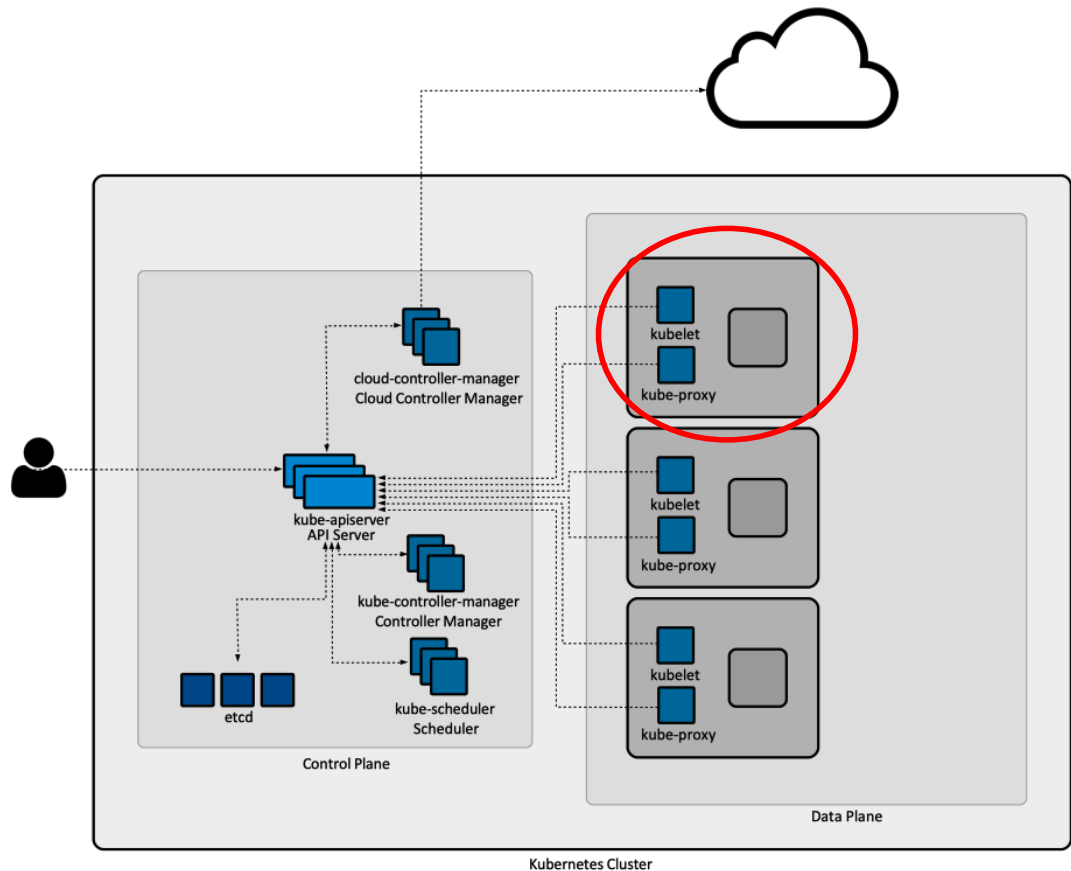 cloud-controller-manager
Cloud Controller Manager
kube-apiserver
API Server
kube-controller-manager
Controller Manager
kube-scheduler
Scheduler
etcd
Control Plane
kubelet
kube-proxy
kubelet
kube-proxy
kubelet
kube-proxy
Data Plane
Kubernetes Cluster